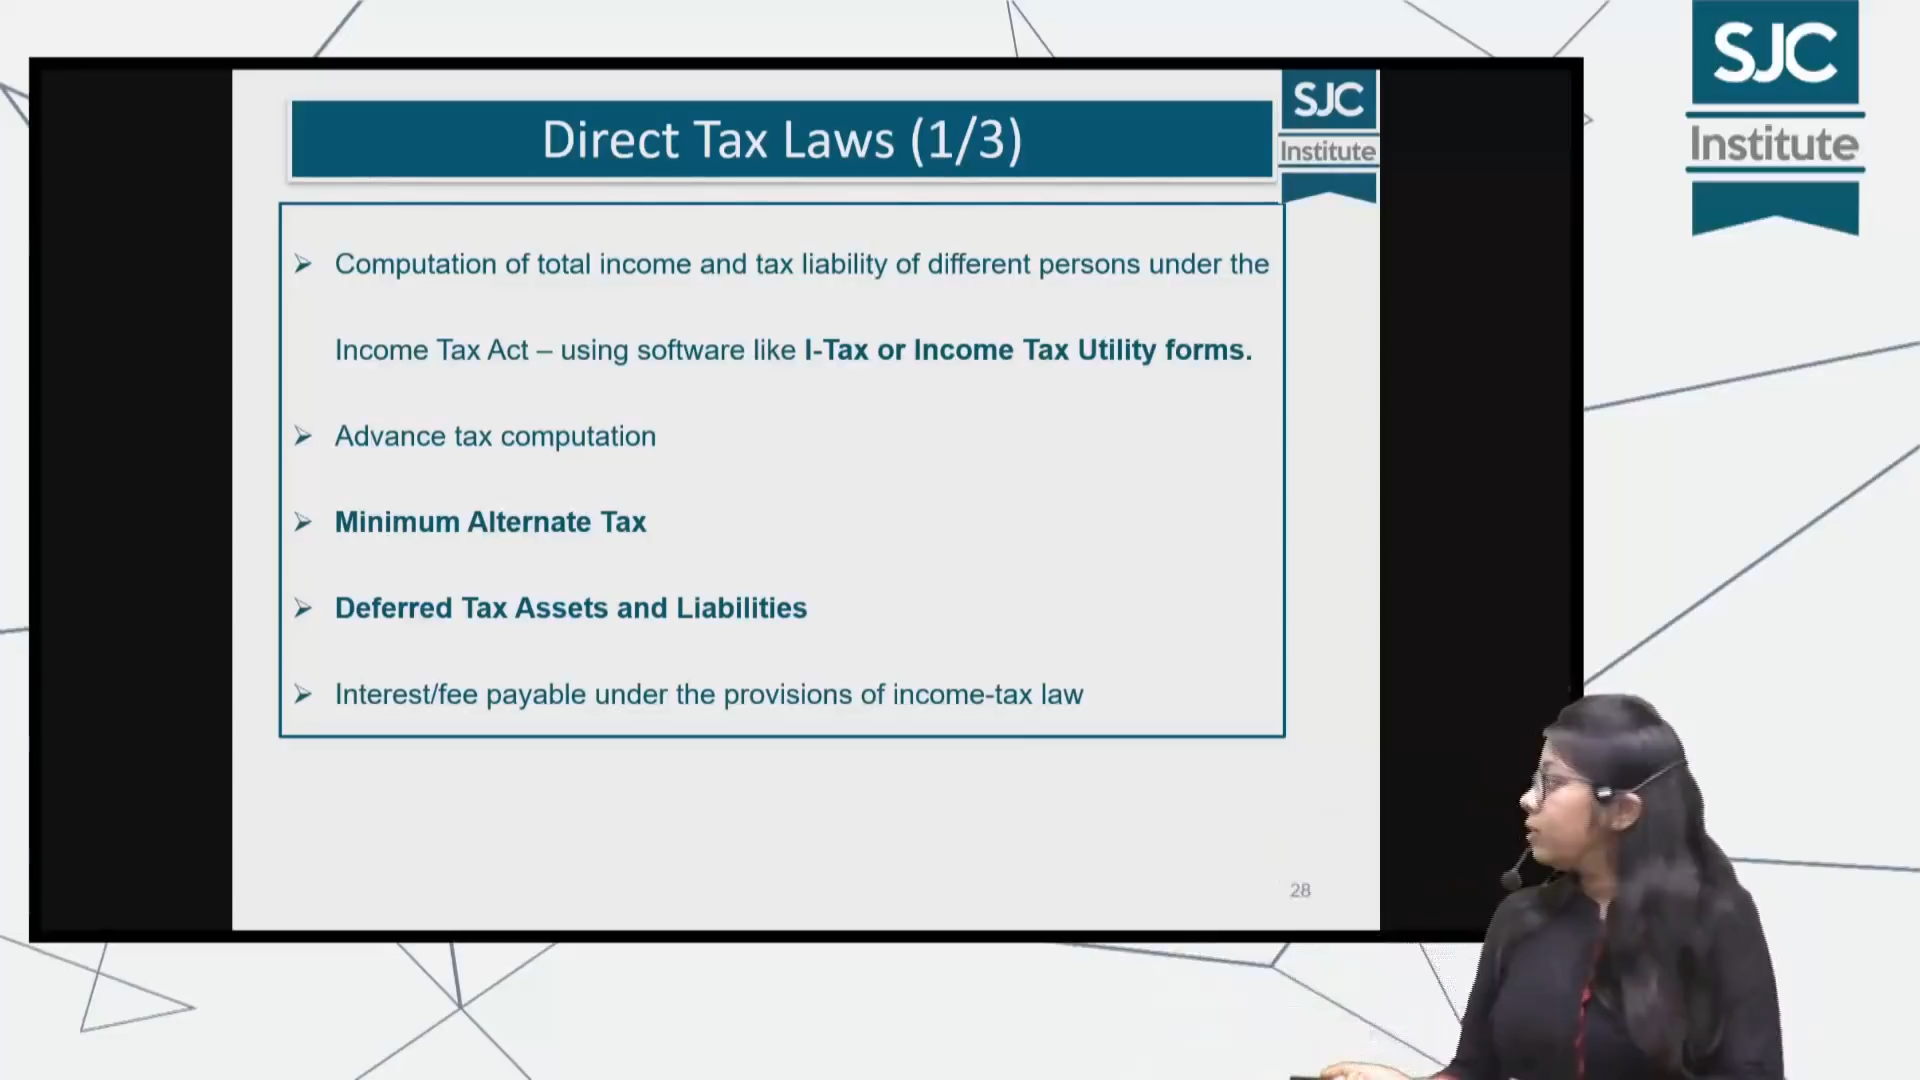 SJC
Institute
Direct Tax Laws (1/3)
SJC
Institute
➢ Computation of total income and tax liability of different persons under the
Income Tax Act – using software like I-Tax or Income Tax Utility forms.
➢ Advance tax computation
➢ Minimum Alternate Tax
➢ Deferred Tax Assets and Liabilities
➢ Interest/fee payable under the provisions of income-tax law
28